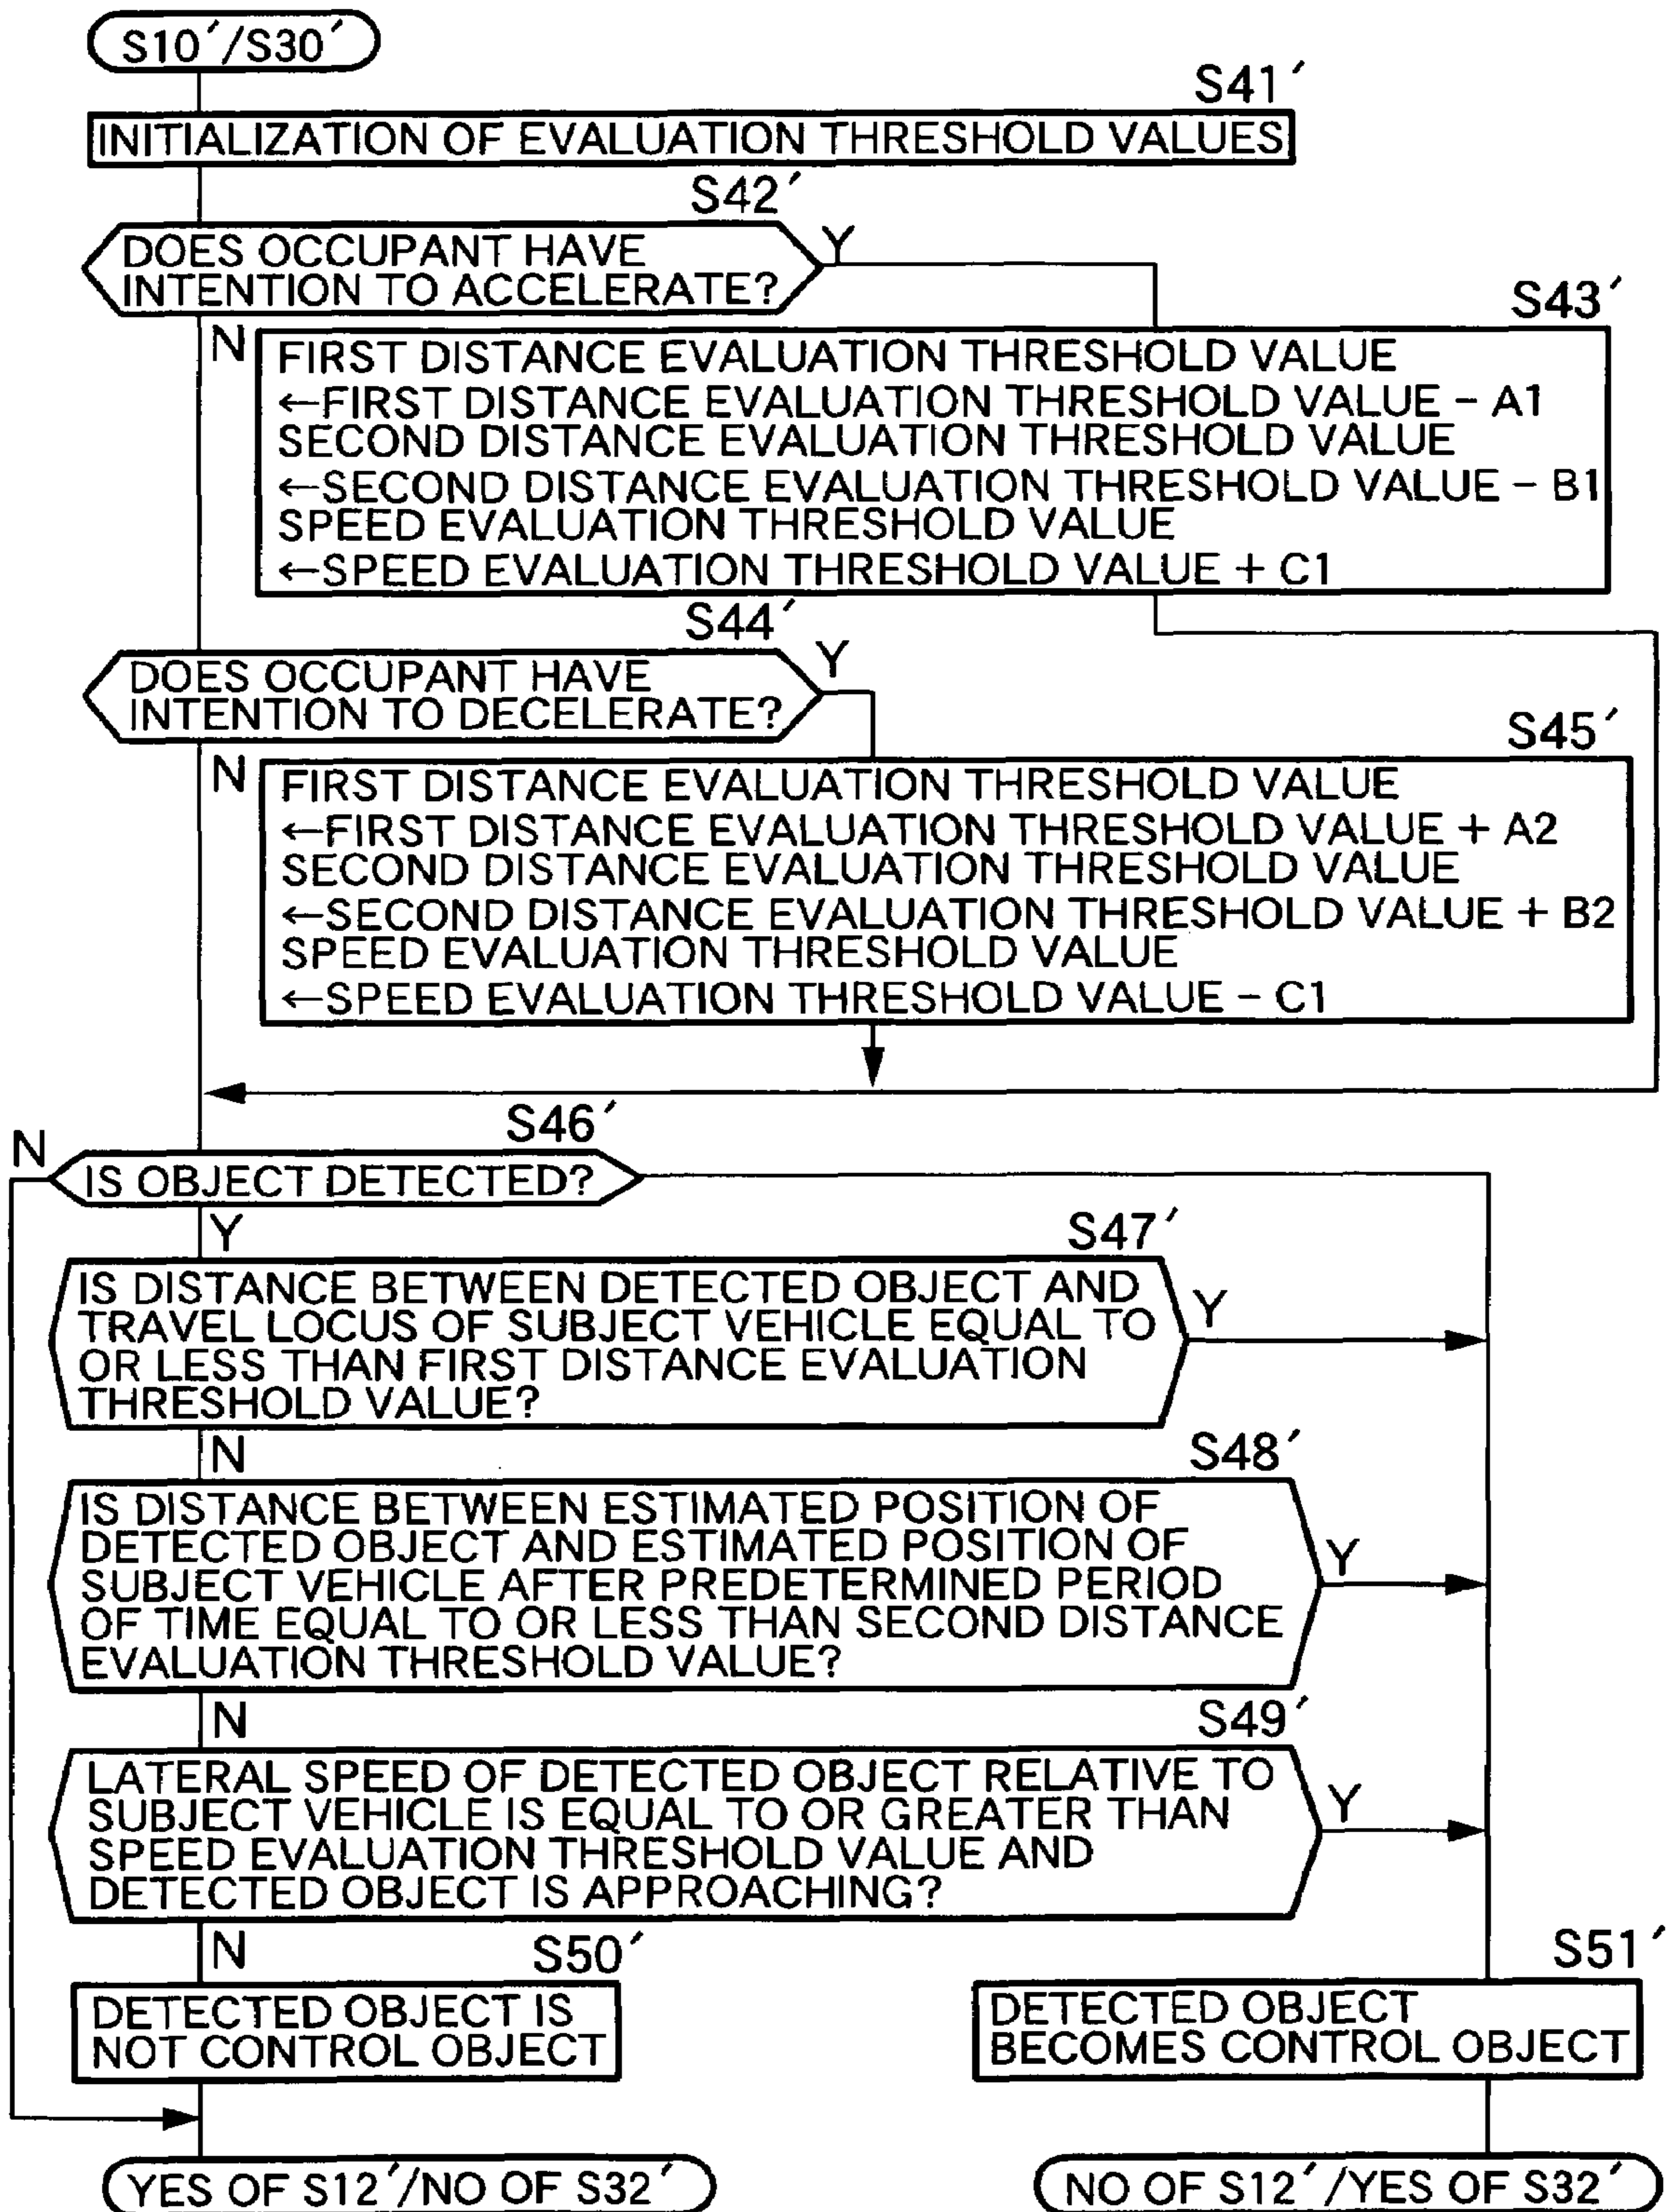 S10′/S30′
S41′
INITIALIZATION OF EVALUATION THRESHOLD VALUES
S42′
DOES OCCUPANT HAVE
INTENTION TO ACCELERATE?
Y
S43′
N
FIRST DISTANCE EVALUATION THRESHOLD VALUE
←FIRST DISTANCE EVALUATION THRESHOLD VALUE – A1
SECOND DISTANCE EVALUATION THRESHOLD VALUE
←SECOND DISTANCE EVALUATION THRESHOLD VALUE – B1
SPEED EVALUATION THRESHOLD VALUE
←SPEED EVALUATION THRESHOLD VALUE + C1
S44′
DOES OCCUPANT HAVE
INTENTION TO DECELERATE?
Y
S45′
N
FIRST DISTANCE EVALUATION THRESHOLD VALUE
←FIRST DISTANCE EVALUATION THRESHOLD VALUE + A2
SECOND DISTANCE EVALUATION THRESHOLD VALUE
←SECOND DISTANCE EVALUATION THRESHOLD VALUE + B2
SPEED EVALUATION THRESHOLD VALUE
←SPEED EVALUATION THRESHOLD VALUE – C1
S46′
N
IS OBJECT DETECTED?
Y
S47′
IS DISTANCE BETWEEN DETECTED OBJECT AND
TRAVEL LOCUS OF SUBJECT VEHICLE EQUAL TO
OR LESS THAN FIRST DISTANCE EVALUATION
THRESHOLD VALUE?
Y
N
S48′
IS DISTANCE BETWEEN ESTIMATED POSITION OF
DETECTED OBJECT AND ESTIMATED POSITION OF
SUBJECT VEHICLE AFTER PREDETERMINED PERIOD
OF TIME EQUAL TO OR LESS THAN SECOND DISTANCE
EVALUATION THRESHOLD VALUE?
Y
N
S49′
LATERAL SPEED OF DETECTED OBJECT RELATIVE TO
SUBJECT VEHICLE IS EQUAL TO OR GREATER THAN
SPEED EVALUATION THRESHOLD VALUE AND
DETECTED OBJECT IS APPROACHING?
Y
N
S50′
DETECTED OBJECT IS
NOT CONTROL OBJECT
S51′
DETECTED OBJECT
BECOMES CONTROL OBJECT
YES OF S12′/NO OF S32′
NO OF S12′/YES OF S32′